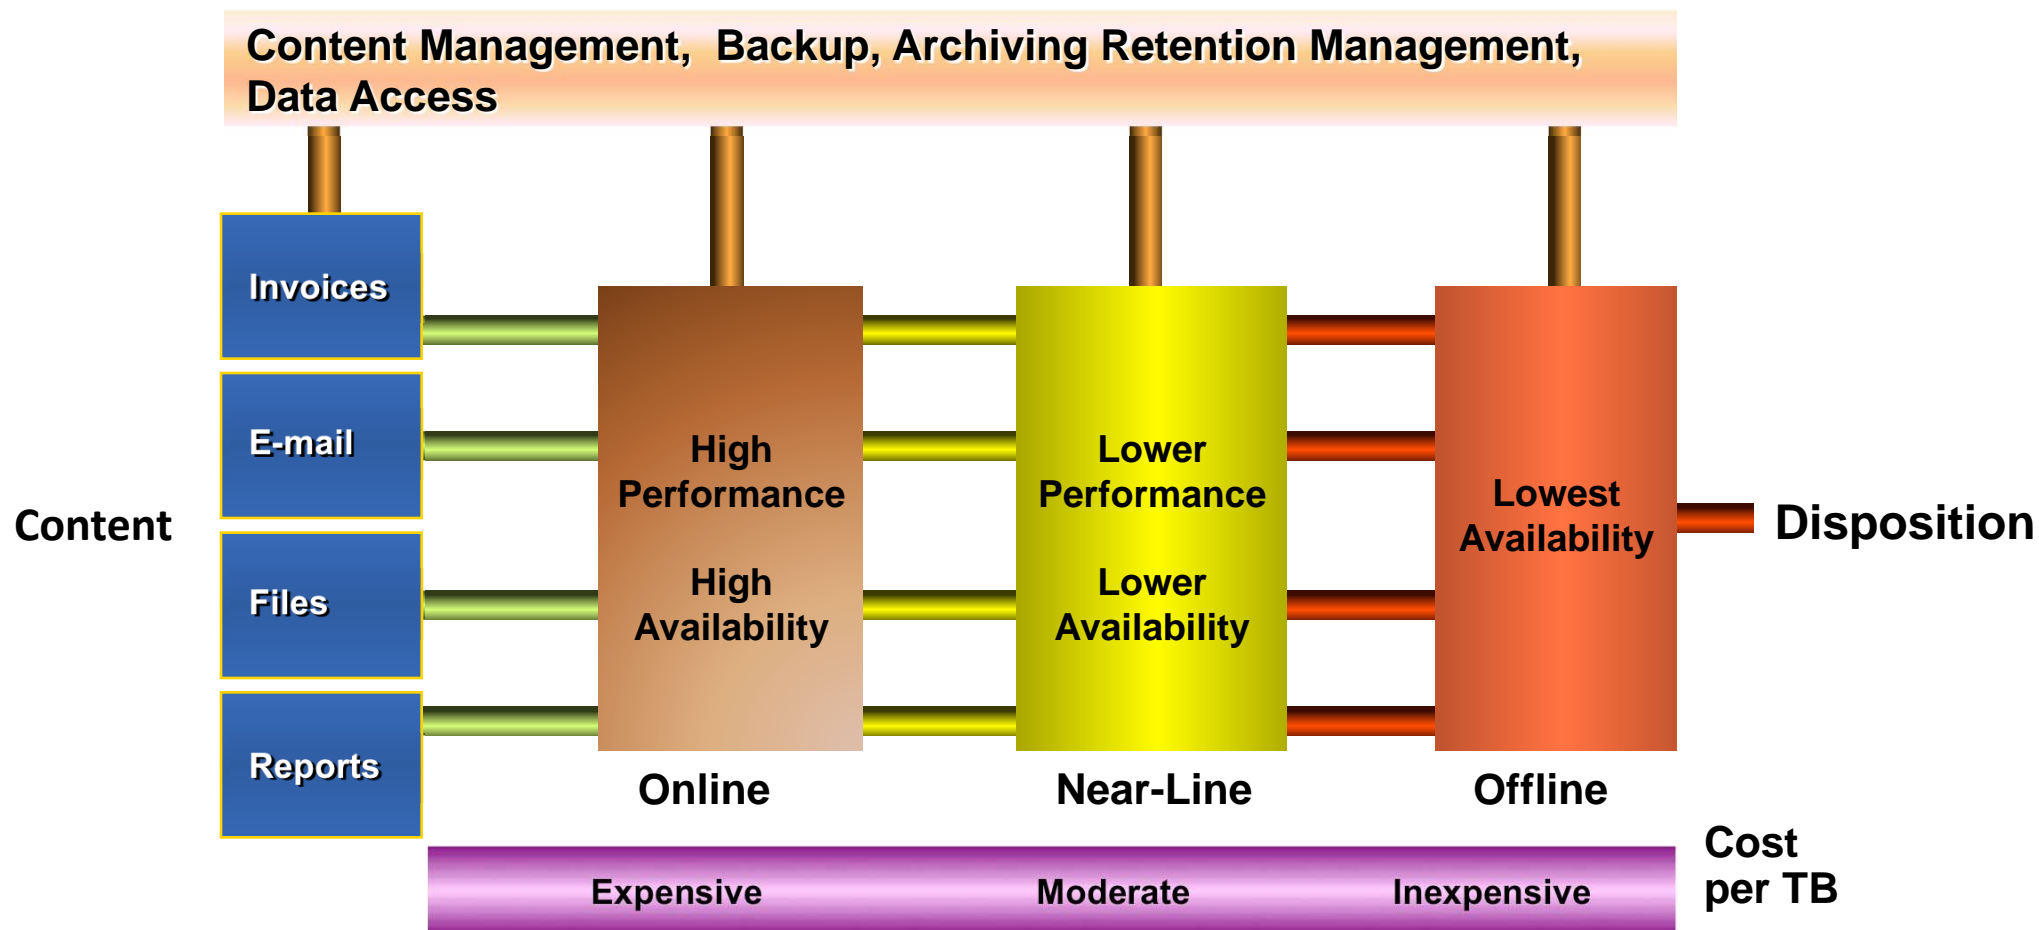 Content Management,  Backup, Archiving Retention Management,
Data Access
Invoices
E-mail
Files
Reports
Content
High
Performance
High
Availability
Lower
Performance
Lower
Availability
Lowest
Availability
Disposition
Online
Near-Line
Offline
Expensive
Moderate
Inexpensive
Cost
per TB